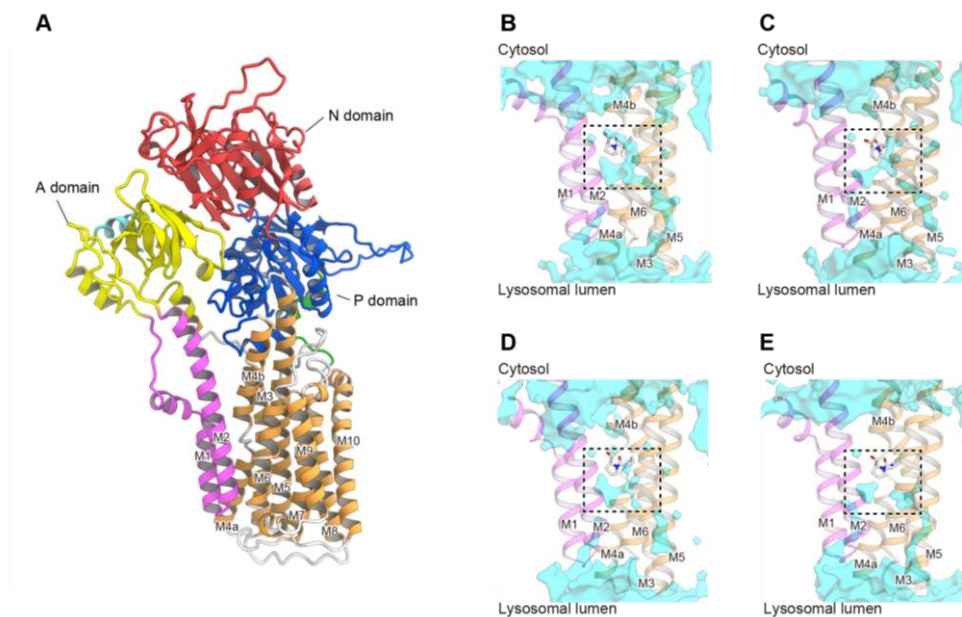 A
N domain
A domain
P domain
M4b
M3
M10
M2
M9
M1
M6
M5
M7
M8
M4a
B
Cytosol
M4b
M1
M2
M6
M4a
M5
M3
Lysosomal lumen
C
Cytosol
M4b
M1
M2
M6
M4a
M5
M3
Lysosomal lumen
D
Cytosol
M4b
M1
M2
M6
M4a
M5
M3
Lysosomal lumen
E
Cytosol
M4b
M1
M2
M6
M4a
M5
M3
Lysosomal lumen